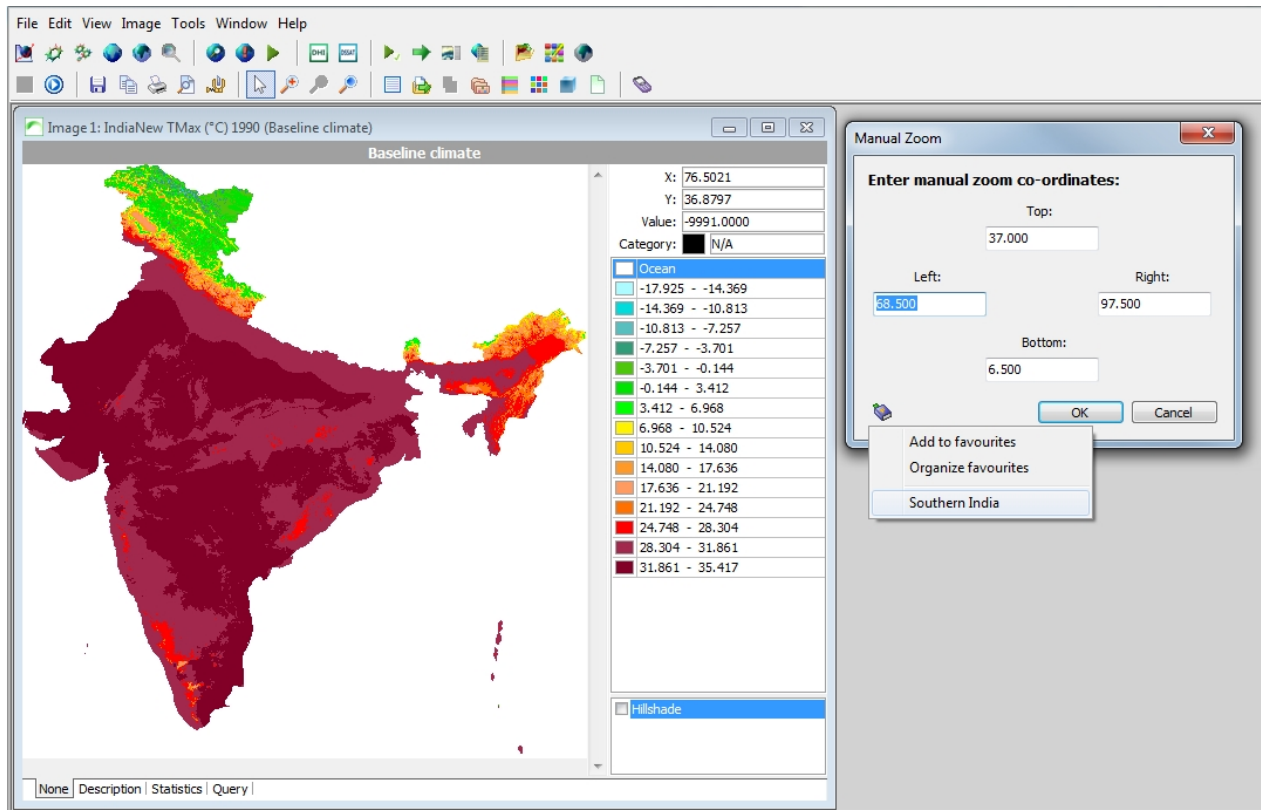 File Edit View Image Tools Window Help
DHI DSSAT
Image 1: IndiaNew TMax (°C) 1990 (Baseline climate)
Baseline climate
X: 76.5021
Y: 36.8797
Value: -9991.0000
Category: N/A
Ocean
-17.925 - -14.369
-14.369 - -10.813
-10.813 - -7.257
-7.257 - -3.701
-3.701 - -0.144
-0.144 - 3.412
3.412 - 6.968
6.968 - 10.524
10.524 - 14.080
14.080 - 17.636
17.636 - 21.192
21.192 - 24.748
24.748 - 28.304
28.304 - 31.861
31.861 - 35.417
Hillshade
None Description Statistics Query
Manual Zoom
Enter manual zoom co-ordinates:
Top:
37.000
Left: Right:
68.500 97.500
Bottom:
6.500
OK Cancel
Add to favourites
Organize favourites
Southern India